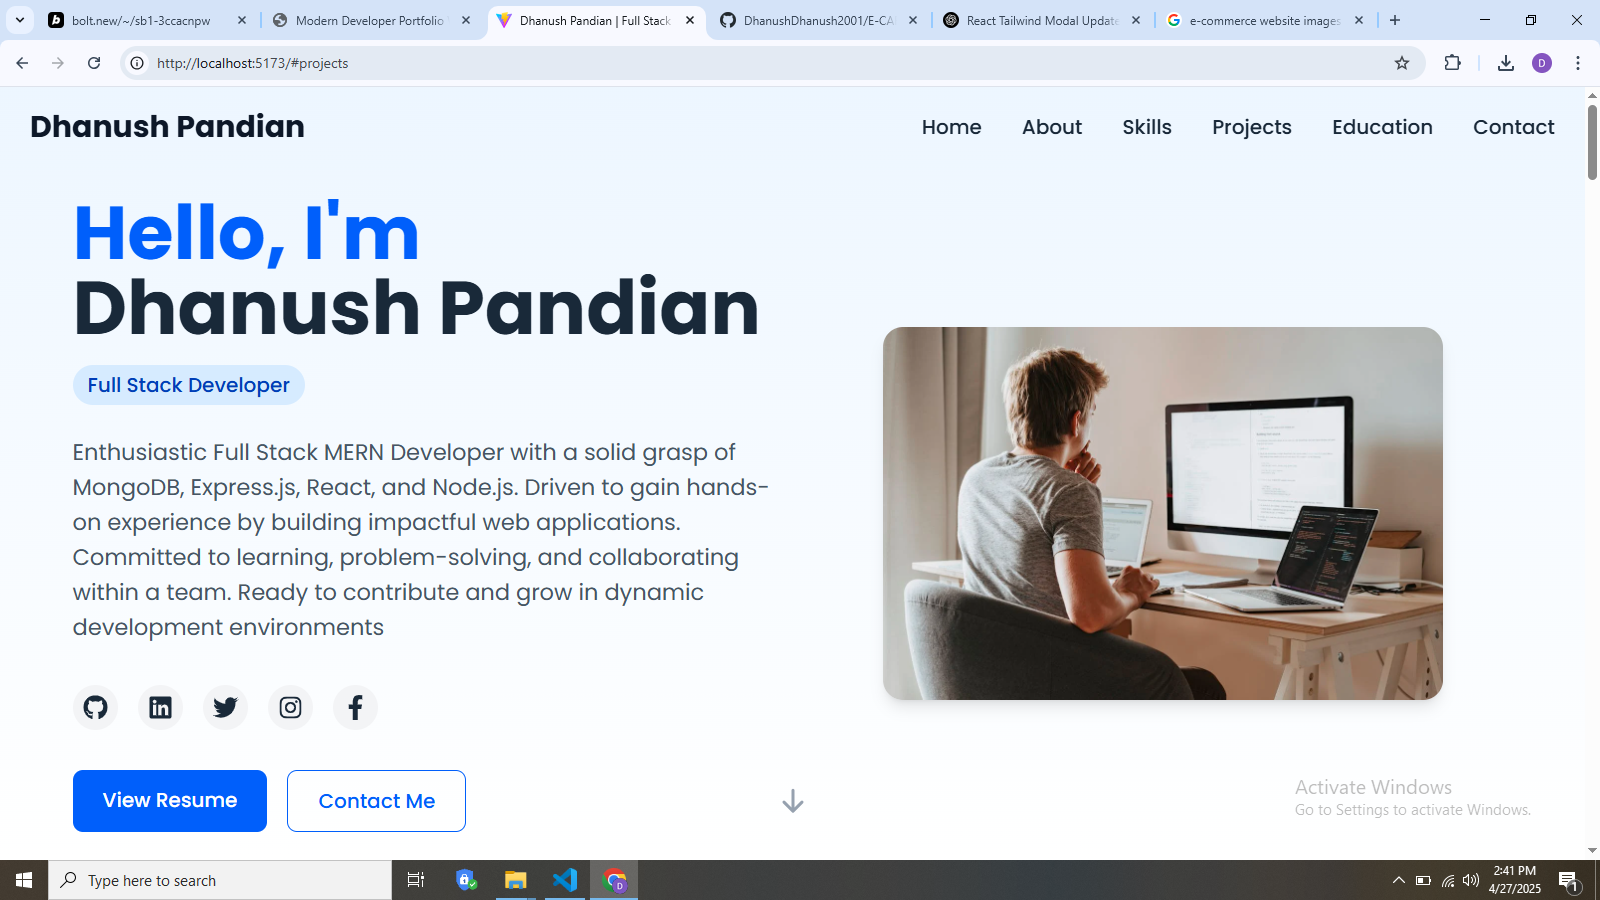 bolt.new/~/sb1-3ccacnpw
Modern Developer Portfolio
Dhanush Pandian | Full Stack
DhanushDhanush2001/E-CA
React Tailwind Modal Update
e-commerce website images
http://localhost:5173/#projects
D
Dhanush Pandian
Home
About
Skills
Projects
Education
Contact
Hello, I'm
Dhanush Pandian
Full Stack Developer
Enthusiastic Full Stack MERN Developer with a solid grasp of
MongoDB, Express.js, React, and Node.js. Driven to gain hands-
on experience by building impactful web applications.
Committed to learning, problem-solving, and collaborating
within a team. Ready to contribute and grow in dynamic
development environments
View Resume
Contact Me
Activate Windows
Go to Settings to activate Windows.
Type here to search
D
2:41 PM
4/27/2025
1